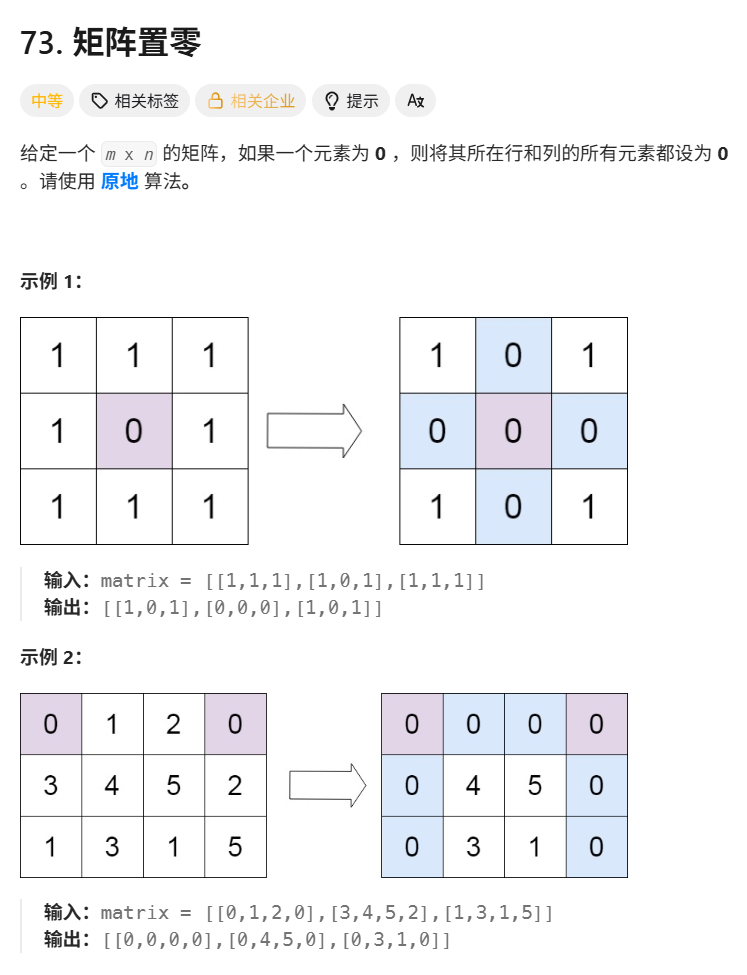 73. 矩阵置零
中等 相关标签 相关企业 提示 A文
给定一个 m x n 的矩阵，如果一个元素为 0 ，则将其所在行和列的所有元素都设为 0
。请使用 原地 算法。
示例 1：
1 1 1 1 0 1
1 0 1 0 0 0
1 1 1 1 0 1
输入：matrix = [[1,1,1],[1,0,1],[1,1,1]]
输出：[[1,0,1],[0,0,0],[1,0,1]]
示例 2：
0 1 2 0 0 0 0 0
3 4 5 2 0 4 5 0
1 3 1 5 0 3 1 0
输入：matrix = [[0,1,2,0],[3,4,5,2],[1,3,1,5]]
输出：[[0,0,0,0],[0,4,5,0],[0,3,1,0]]